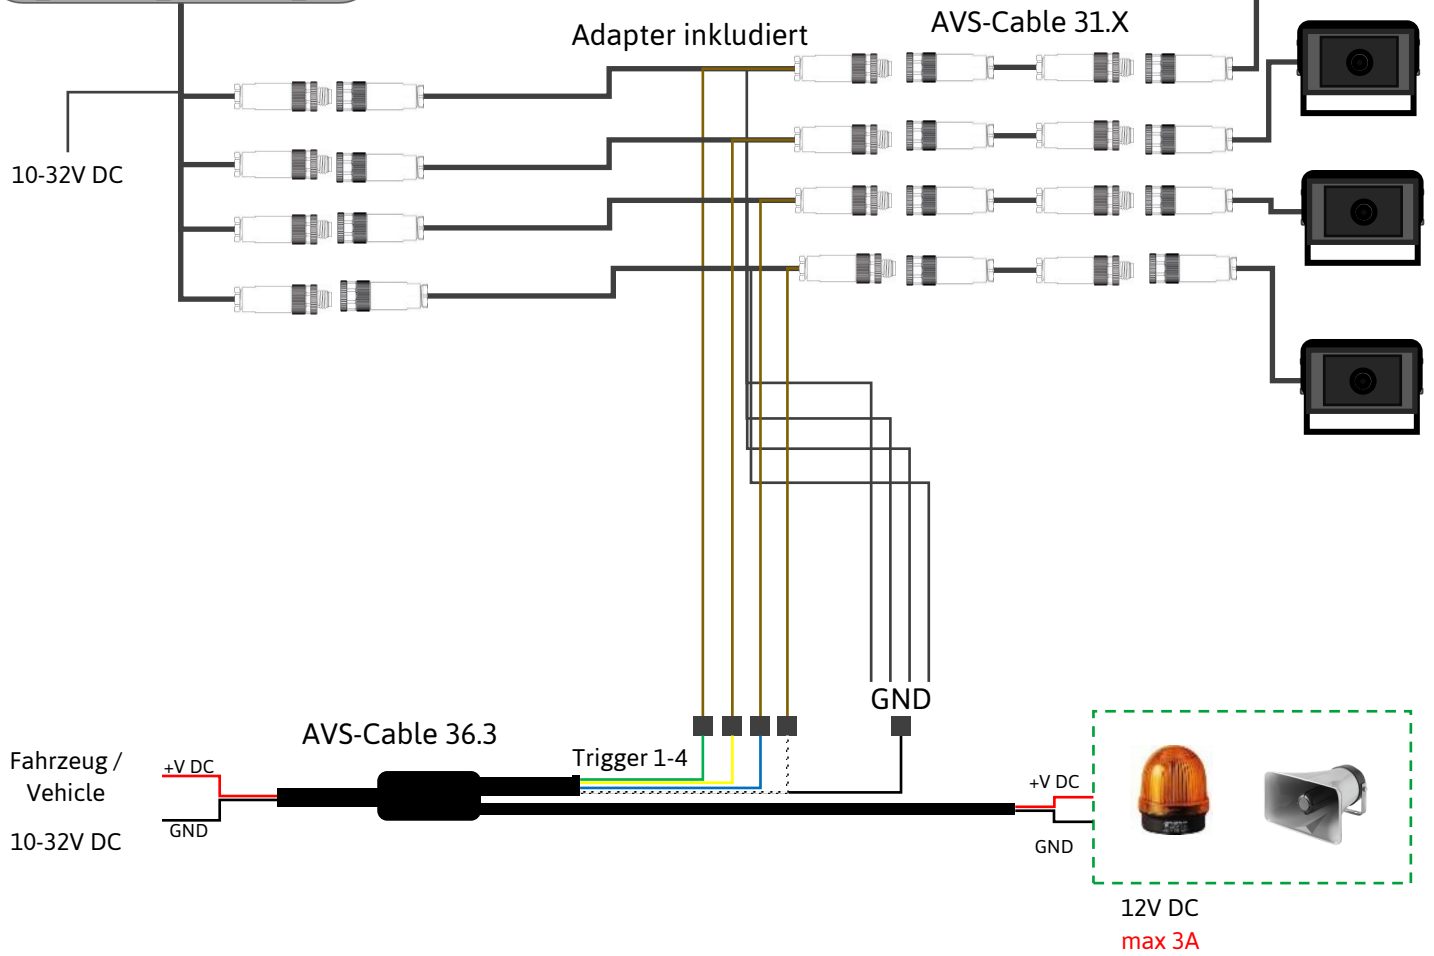 AVS-Cable 31.X
Adapter inkludiert
10-32V DC
GND
AVS-Cable 36.3
Trigger 1-4
Fahrzeug /
Vehicle
10-32V DC
+V DC
GND
+V DC
GND
12V DC
max 3A